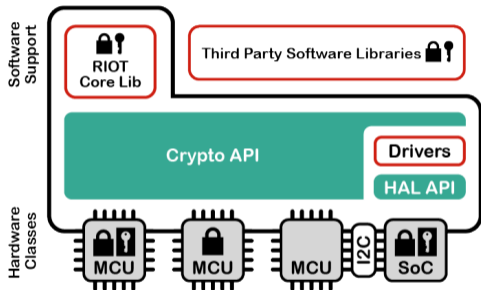 Software
Support
RIOT
Core Lib
Third Party Software Libraries
Crypto API
Drivers
HAL API
Hardware
Classes
MCU
MCU
MCU
I2C
SoC